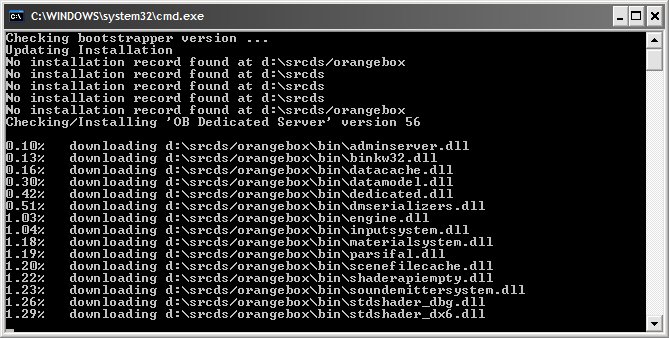 C:\WINDOWS\system32\cmd.exe
Checking bootstrapper version ...
Updating Installation
No installation record found at d:\srcds/orangebox
No installation record found at d:\srcds
No installation record found at d:\srcds
No installation record found at d:\srcds
No installation record found at d:\srcds/orangebox
Checking/Installing 'OB Dedicated Server' version 56
0.10% downloading d:\srcds/orangebox\bin\adminserver.dll
0.13% downloading d:\srcds/orangebox\bin\binkw32.dll
0.16% downloading d:\srcds/orangebox\bin\datacache.dll
0.30% downloading d:\srcds/orangebox\bin\datamodel.dll
0.42% downloading d:\srcds/orangebox\bin\dedicated.dll
0.51% downloading d:\srcds/orangebox\bin\dmserializers.dll
1.03% downloading d:\srcds/orangebox\bin\engine.dll
1.04% downloading d:\srcds/orangebox\bin\inputsystem.dll
1.18% downloading d:\srcds/orangebox\bin\materialsystem.dll
1.19% downloading d:\srcds/orangebox\bin\parsifal.dll
1.20% downloading d:\srcds/orangebox\bin\scenefilecache.dll
1.22% downloading d:\srcds/orangebox\bin\shaderapiempty.dll
1.23% downloading d:\srcds/orangebox\bin\soundemittersystem.dll
1.26% downloading d:\srcds/orangebox\bin\stdshader_dbg.dll
1.29% downloading d:\srcds/orangebox\bin\stdshader_dx6.dll